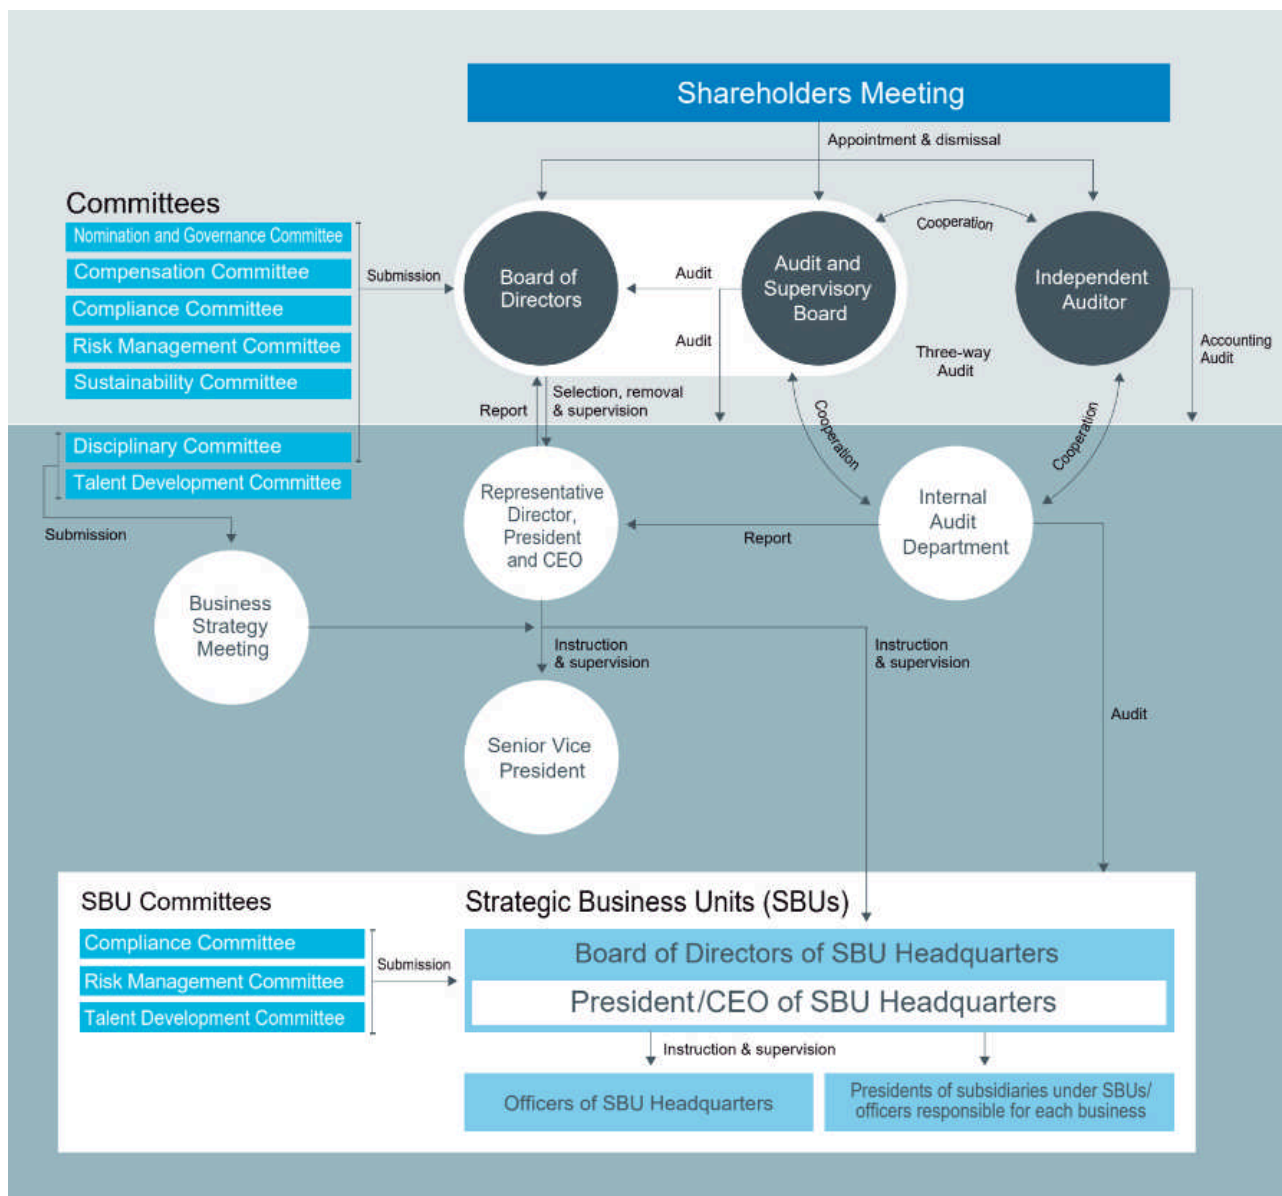 Shareholders Meeting
Appointment & dismissal
Committees
Nomination and Governance Committee
Compensation Committee
Compliance Committee
Risk Management Committee
Sustainability Committee
Disciplinary Committee
Talent Development Committee
Submission
Submission
Board of
Directors
Audit
Audit
Audit and
Supervisory
Board
Cooperation
Independent
Auditor
Three-way
Audit
Accounting
Audit
Report
Selection, removal
& supervision
Cooperation
Cooperation
Representative
Director,
President
and CEO
Report
Internal
Audit
Department
Business
Strategy
Meeting
Instruction
& supervision
Instruction
& supervision
Audit
Senior Vice
President
SBU Committees
Compliance Committee
Risk Management Committee
Talent Development Committee
Submission
Strategic Business Units (SBUs)
Board of Directors of SBU Headquarters
President/CEO of SBU Headquarters
Instruction & supervision
Officers of SBU Headquarters
Presidents of subsidiaries under SBUs/
officers responsible for each business